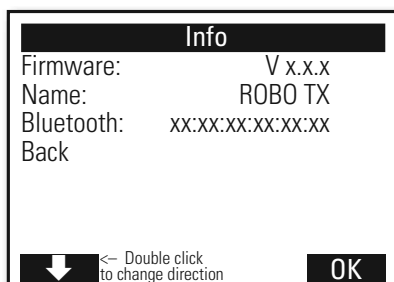 Info
Firmware: V x.x.x
Name: ROBO TX
Bluetooth: xx:xx:xx:xx:xx:xx
Back
<– Double click
to change direction
OK